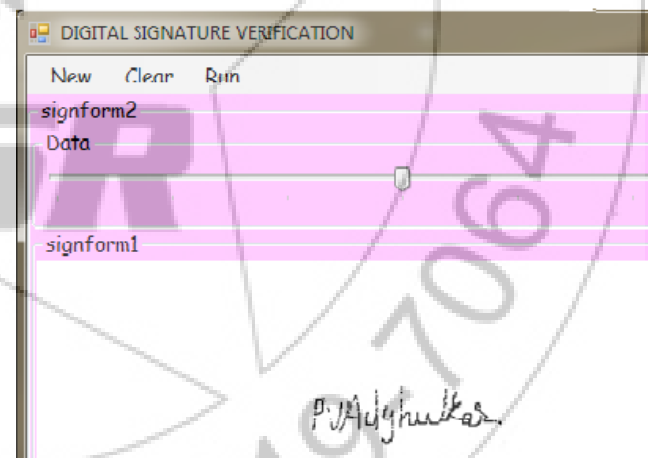 DIGITAL SIGNATURE VERIFICATION
New Clear Run
signform2
Data
signform1